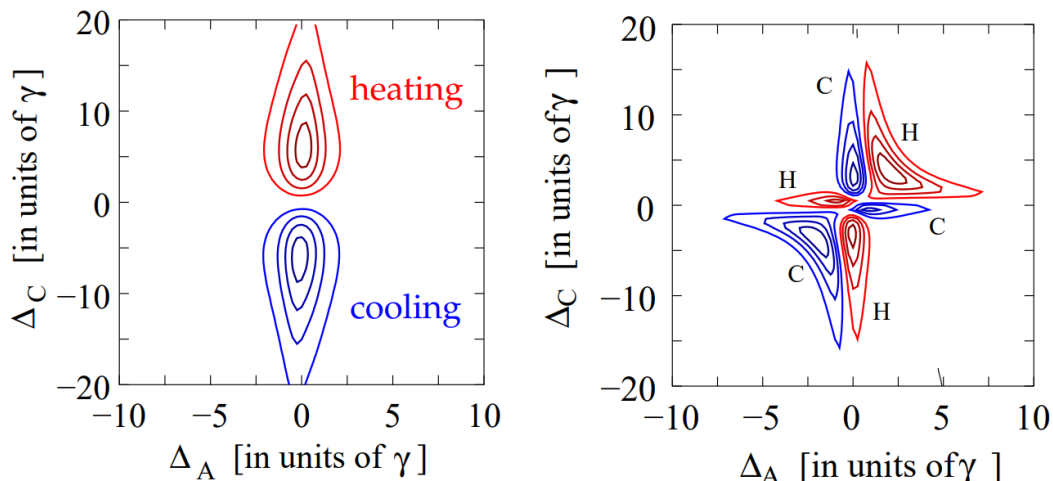 20
10
0
−10
−20
−10
−5
0
5
10
Δ_C [in units of γ]
Δ_A [in units of γ]
heating
cooling
20
10
0
−10
−20
−10
−5
0
5
10
Δ_C [in units of γ]
Δ_A [in units of γ]
C
H
H
C
C
H